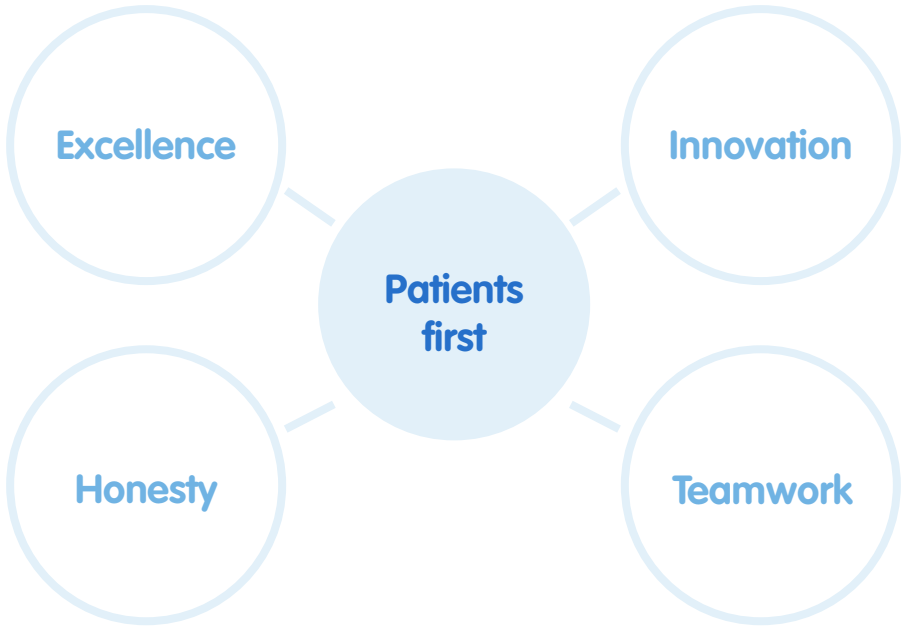 Excellence
Innovation
Patients
first
Honesty
Teamwork